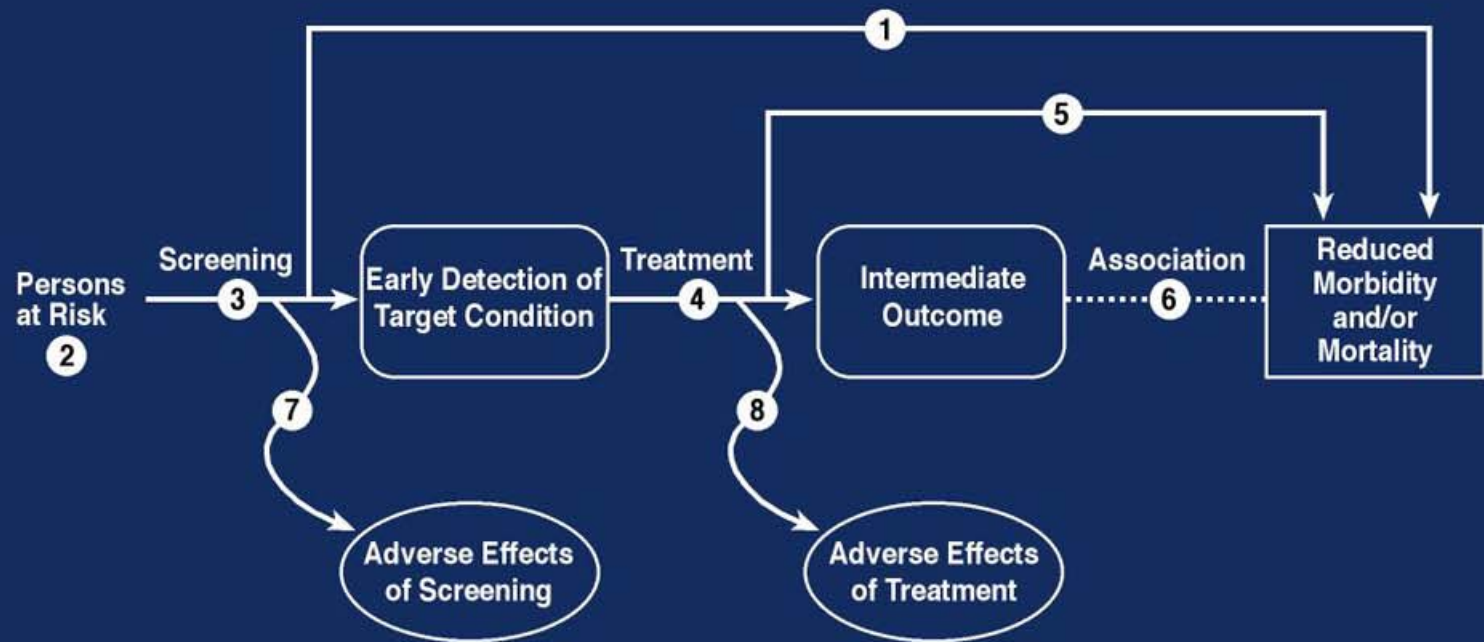 1
5
Screening
Persons
at Risk
2
3
Early Detection of
Target Condition
Treatment
4
Intermediate
Outcome
Association
6
Reduced
Morbidity
and/or
Mortality
7
8
Adverse Effects
of Screening
Adverse Effects
of Treatment